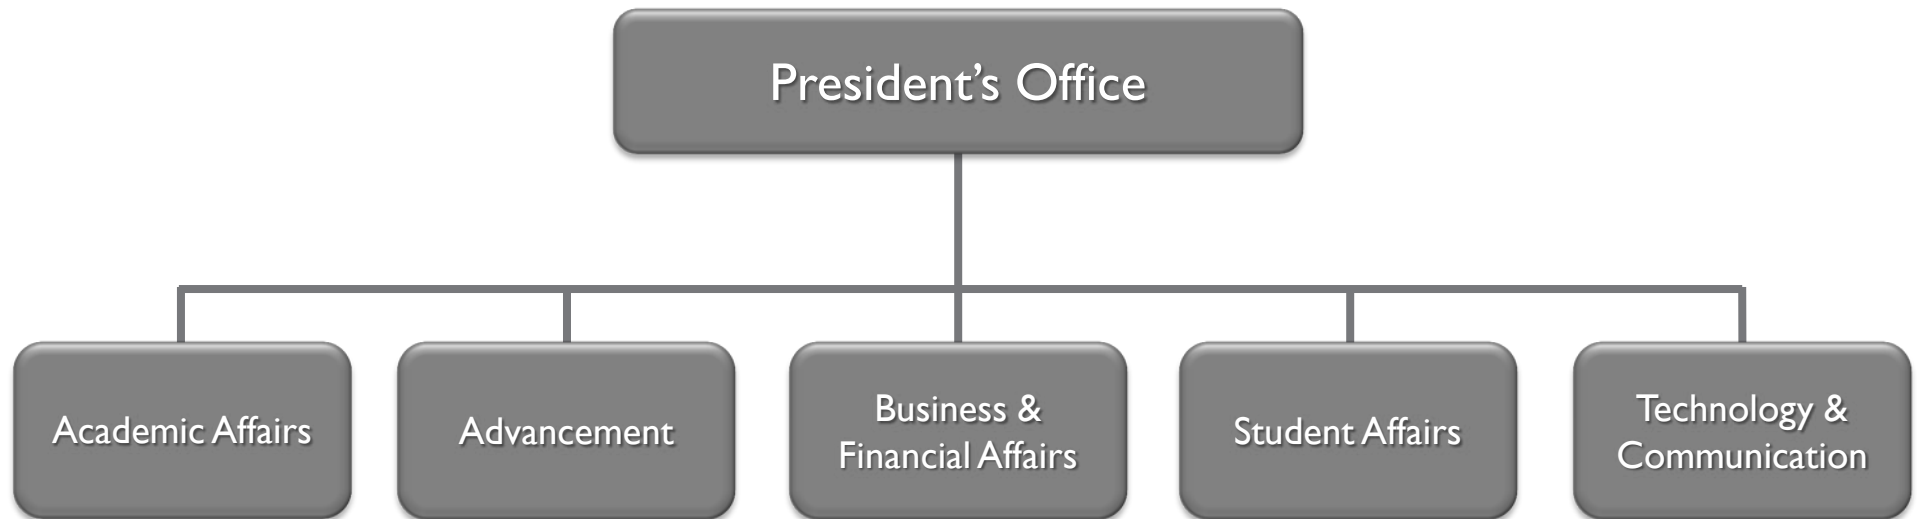 President’s Office
Academic Affairs
Advancement
Business &
Financial Affairs
Student Affairs
Technology &
Communication